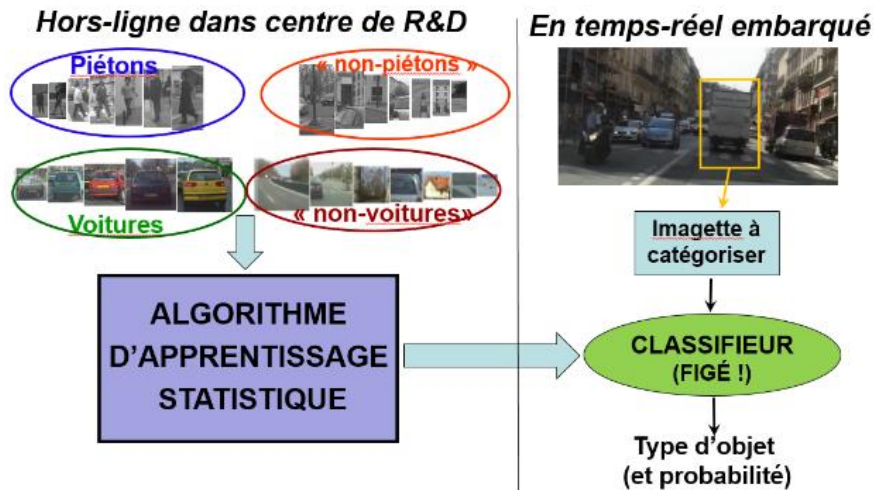 Hors-ligne dans centre de R&D
Piétons
« non-piétons »
Voitures
« non-voitures»
ALGORITHME
D’APPRENTISSAGE
STATISTIQUE
En temps-réel embarqué
Imagette à
catégoriser
CLASSIFIEUR
(FIGÉ !)
Type d’objet
(et probabilité)